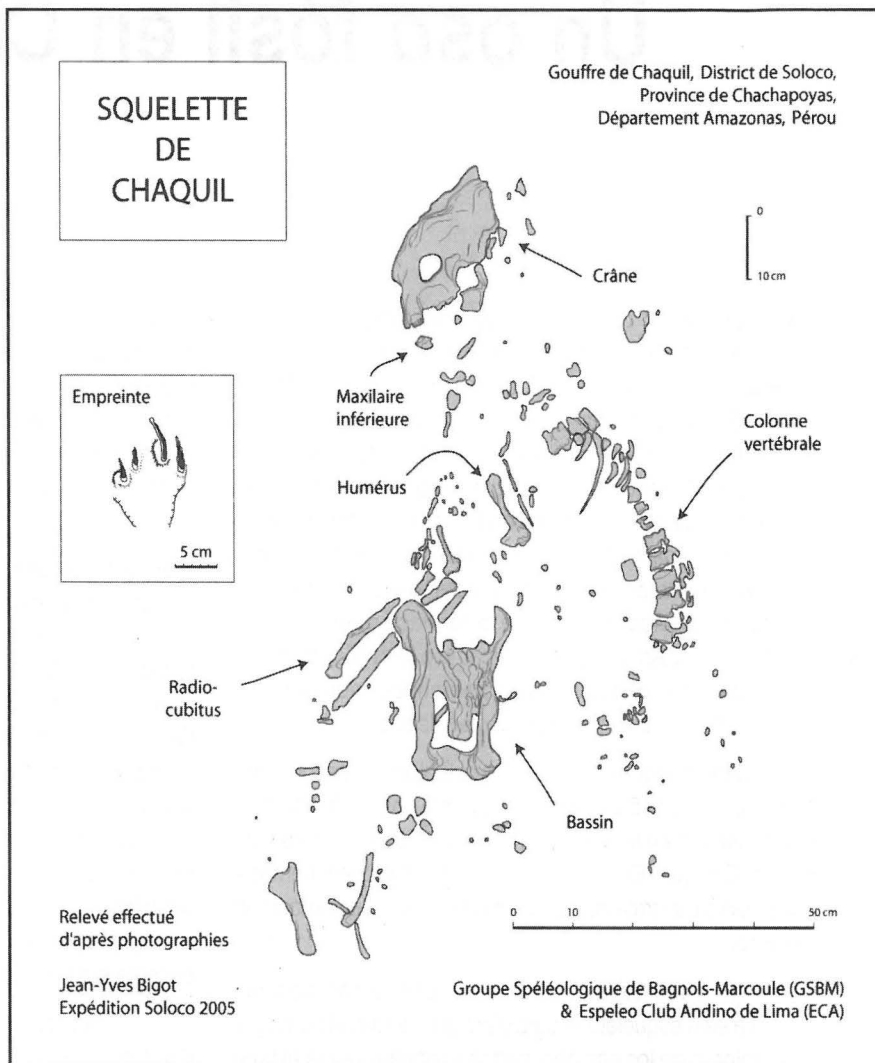 SQUELETTE
DE
CHAQUIL
Gouffre de Chaquil, District de Soloco,
Province de Chachapoyas,
Département Amazonas, Pérou
0
10 cm
Crâne
Maxilaire
inférieure
Empreinte
5 cm
Colonne
vertébrale
Humérus
Radio-
cubitus
Bassin
0 10 50 cm
Relevé effectué
d'après photographies
Jean-Yves Bigot
Expédition Soloco 2005
Groupe Spéléologique de Bagnols-Marcoule (GSBM)
& Espeleo Club Andino de Lima (ECA)